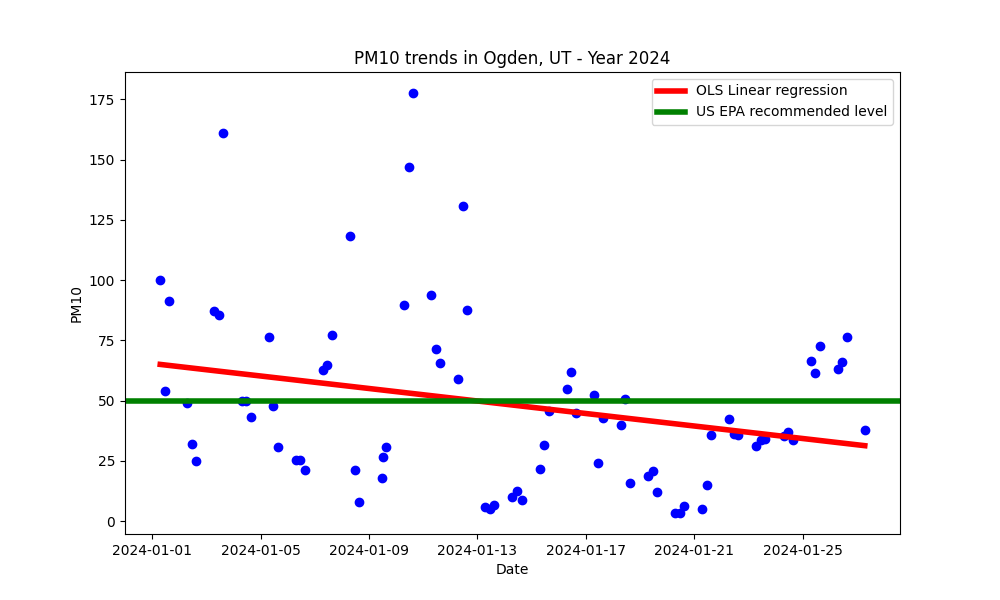 PM10 trends in Ogden, UT - Year 2024
OLS Linear regression
US EPA recommended level
PM10
175
150
125
100
75
50
25
0
2024-01-01 2024-01-05 2024-01-09 2024-01-13 2024-01-17 2024-01-21 2024-01-25
Date